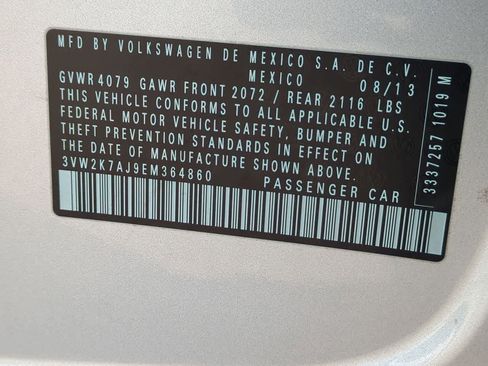 MFD BY VOLKSWAGEN DE MEXICO S.A. DE C.V.
MEXICO 08/13
GVWR 4079 GAWR FRONT 2072 / REAR 2116 LBS
THIS VEHICLE CONFORMS TO ALL APPLICABLE U.S.
FEDERAL MOTOR VEHICLE SAFETY, BUMPER AND
THEFT PREVENTION STANDARDS IN EFFECT ON
THE DATE OF MANUFACTURE SHOWN ABOVE.
3VW2K7AJ9EM364860 PASSENGER CAR
3337257 1019 M